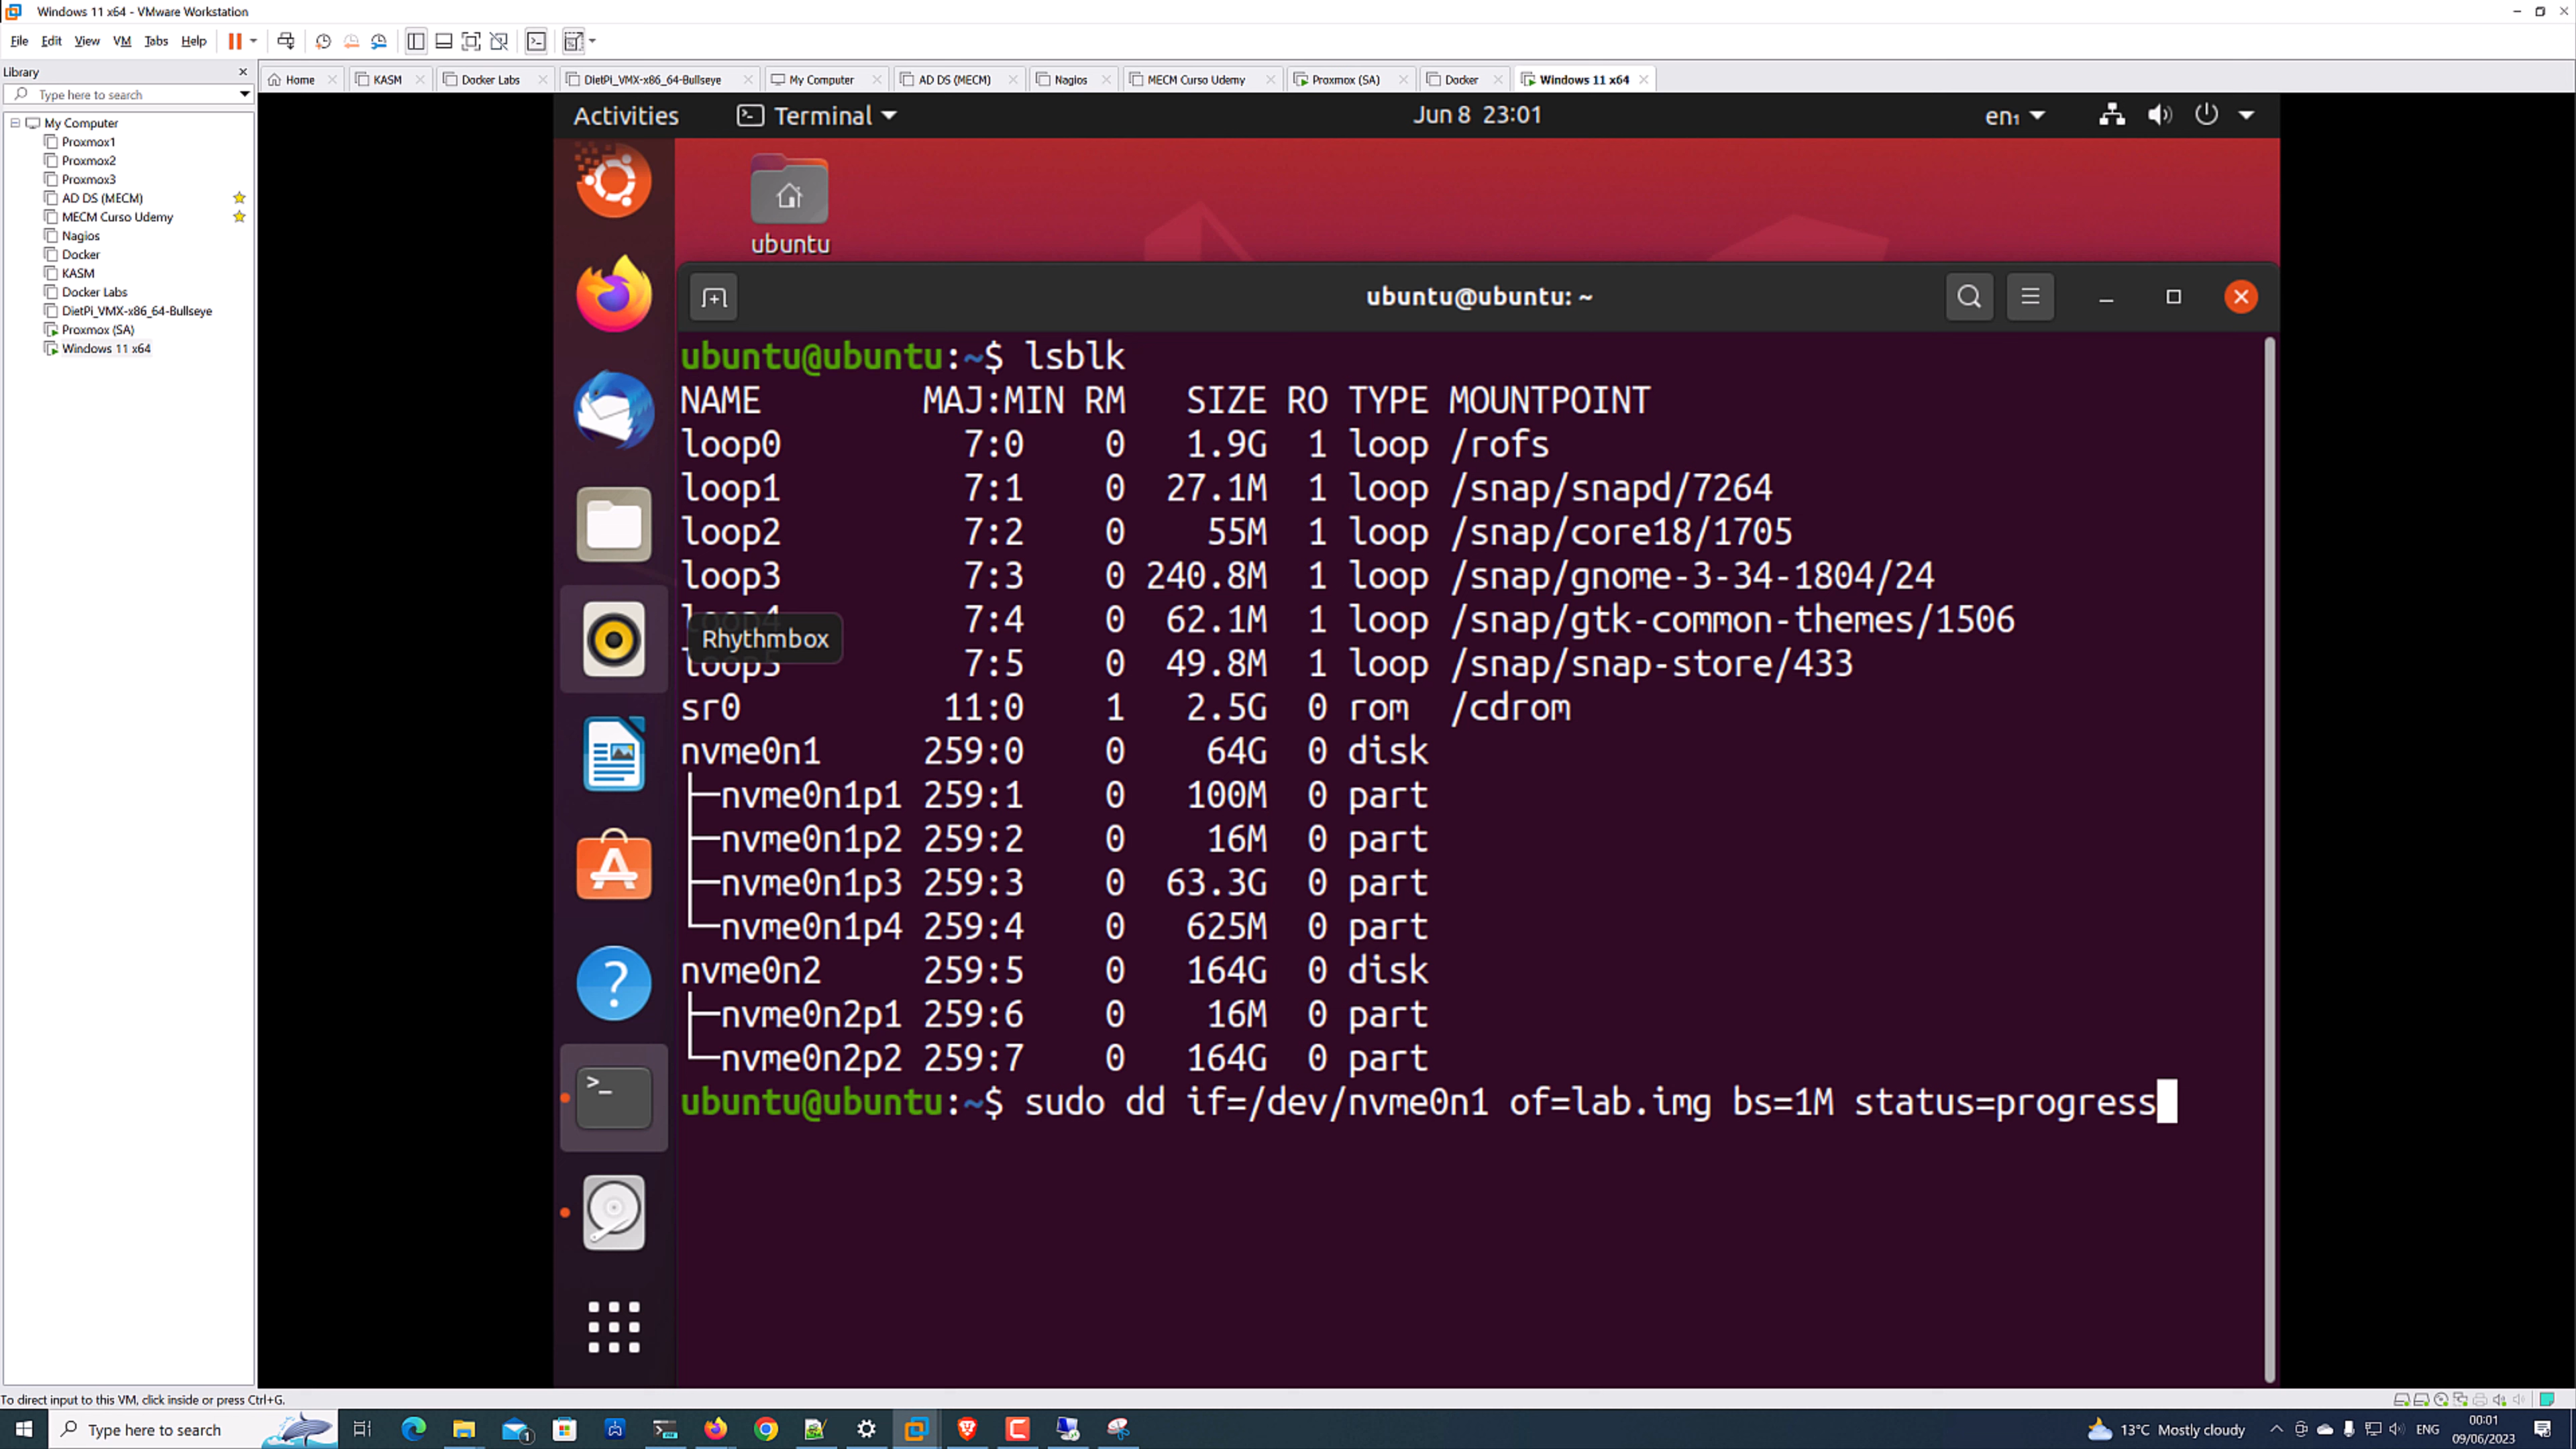 Windows 11 x64 - VMware Workstation
File Edit View VM Tabs Help
Library
Type here to search
My Computer
Proxmox1
Proxmox2
Proxmox3
AD DS (MECM)
MECM Curso Udemy
Nagios
Docker
KASM
Docker Labs
DietPi_VMX-x86_64-Bullseye
Proxmox (SA)
Windows 11 x64
Home KASM Docker Labs DietPi_VMX-x86_64-Bullseye My Computer AD DS (MECM) Nagios MECM Curso Udemy Proxmox (SA) Docker Windows 11 x64
Activities Terminal Jun 8 23:01 en₁
ubuntu
ubuntu@ubuntu: ~
ubuntu@ubuntu:~$ lsblk
NAME MAJ:MIN RM SIZE RO TYPE MOUNTPOINT
loop0 7:0 0 1.9G 1 loop /rofs
loop1 7:1 0 27.1M 1 loop /snap/snapd/7264
loop2 7:2 0 55M 1 loop /snap/core18/1705
loop3 7:3 0 240.8M 1 loop /snap/gnome-3-34-1804/24
loop4 7:4 0 62.1M 1 loop /snap/gtk-common-themes/1506
Rhythmbox
loop5 7:5 0 49.8M 1 loop /snap/snap-store/433
sr0 11:0 1 2.5G 0 rom /cdrom
nvme0n1 259:0 0 64G 0 disk
├─nvme0n1p1 259:1 0 100M 0 part
├─nvme0n1p2 259:2 0 16M 0 part
├─nvme0n1p3 259:3 0 63.3G 0 part
└─nvme0n1p4 259:4 0 625M 0 part
nvme0n2 259:5 0 164G 0 disk
├─nvme0n2p1 259:6 0 16M 0 part
└─nvme0n2p2 259:7 0 164G 0 part
ubuntu@ubuntu:~$ sudo dd if=/dev/nvme0n1 of=lab.img bs=1M status=progress
To direct input to this VM, click inside or press Ctrl+G.
Type here to search
1
13°C Mostly cloudy
ENG
00:01
09/06/2023